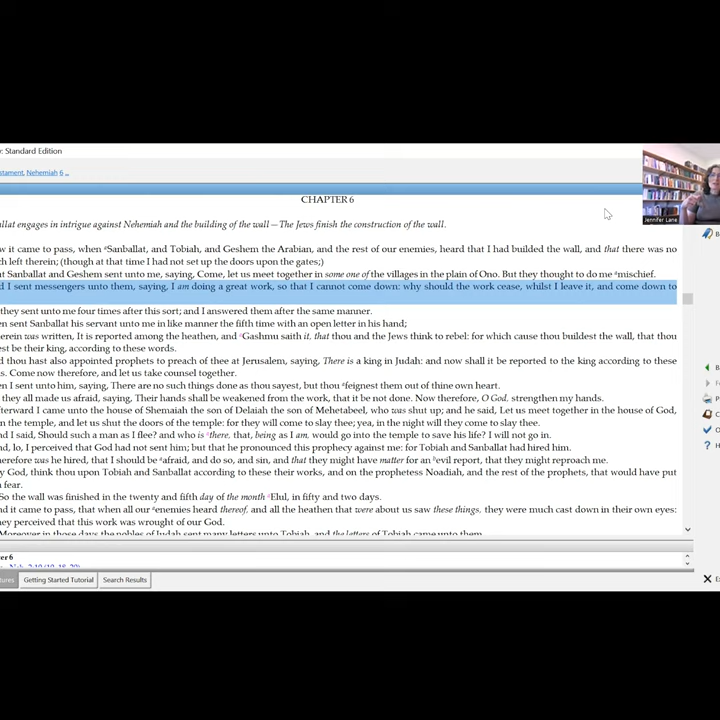 : Standard Edition
stament, Nehemiah 6 ..
Jennifer Lane
CHAPTER 6
allat engages in intrigue against Nehemiah and the building of the wall—The Jews finish the construction of the wall.
w it came to pass, when Sanballat, and Tobiah, and Geshem the Arabian, and the rest of our enemies, heard that I had builded the wall, and that there was no
h left therein; (though at that time I had not set up the doors upon the gates;)
t Sanballat and Geshem sent unto me, saying, Come, let us meet together in some one of the villages in the plain of Ono. But they thought to do me mischief.
d I sent messengers unto them, saying, I am doing a great work, so that I cannot come down: why should the work cease, whilst I leave it, and come down to
they sent unto me four times after this sort; and I answered them after the same manner.
en sent Sanballat his servant unto me in like manner the fifth time with an open letter in his hand;
erein was written, It is reported among the heathen, and Gashmu saith it, that thou and the Jews think to rebel: for which cause thou buildest the wall, that thou
est be their king, according to these words.
d thou hast also appointed prophets to preach of thee at Jerusalem, saying, There is a king in Judah: and now shall it be reported to the king according to these
s. Come now therefore, and let us take counsel together.
en I sent unto him, saying, There are no such things done as thou sayest, but thou feignest them out of thine own heart.
they all made us afraid, saying, Their hands shall be weakened from the work, that it be not done. Now therefore, O God, strengthen my hands.
terward I came unto the house of Shemaiah the son of Delaiah the son of Mehetabeel, who was shut up; and he said, Let us meet together in the house of God,
n the temple, and let us shut the doors of the temple: for they will come to slay thee; yea, in the night will they come to slay thee.
nd I said, Should such a man as I flee? and who is there, that, being as I am, would go into the temple to save his life? I will not go in.
nd, lo, I perceived that God had not sent him; but that he pronounced this prophecy against me: for Tobiah and Sanballat had hired him.
erefore was he hired, that I should be afraid, and do so, and sin, and that they might have matter for an evil report, that they might reproach me.
y God, think thou upon Tobiah and Sanballat according to these their works, and on the prophetess Noadiah, and the rest of the prophets, that would have put
n fear.
So the wall was finished in the twenty and fifth day of the month Elul, in fifty and two days.
nd it came to pass, that when all our enemies heard thereof, and all the heathen that were about us saw these things, they were much cast down in their own eyes:
hey perceived that this work was wrought of our God.
Moreover in those days the nobles of Judah sent many letters unto Tobiah, and the letters of Tobiah came unto them.
er 6
tures
Getting Started Tutorial
Search Results